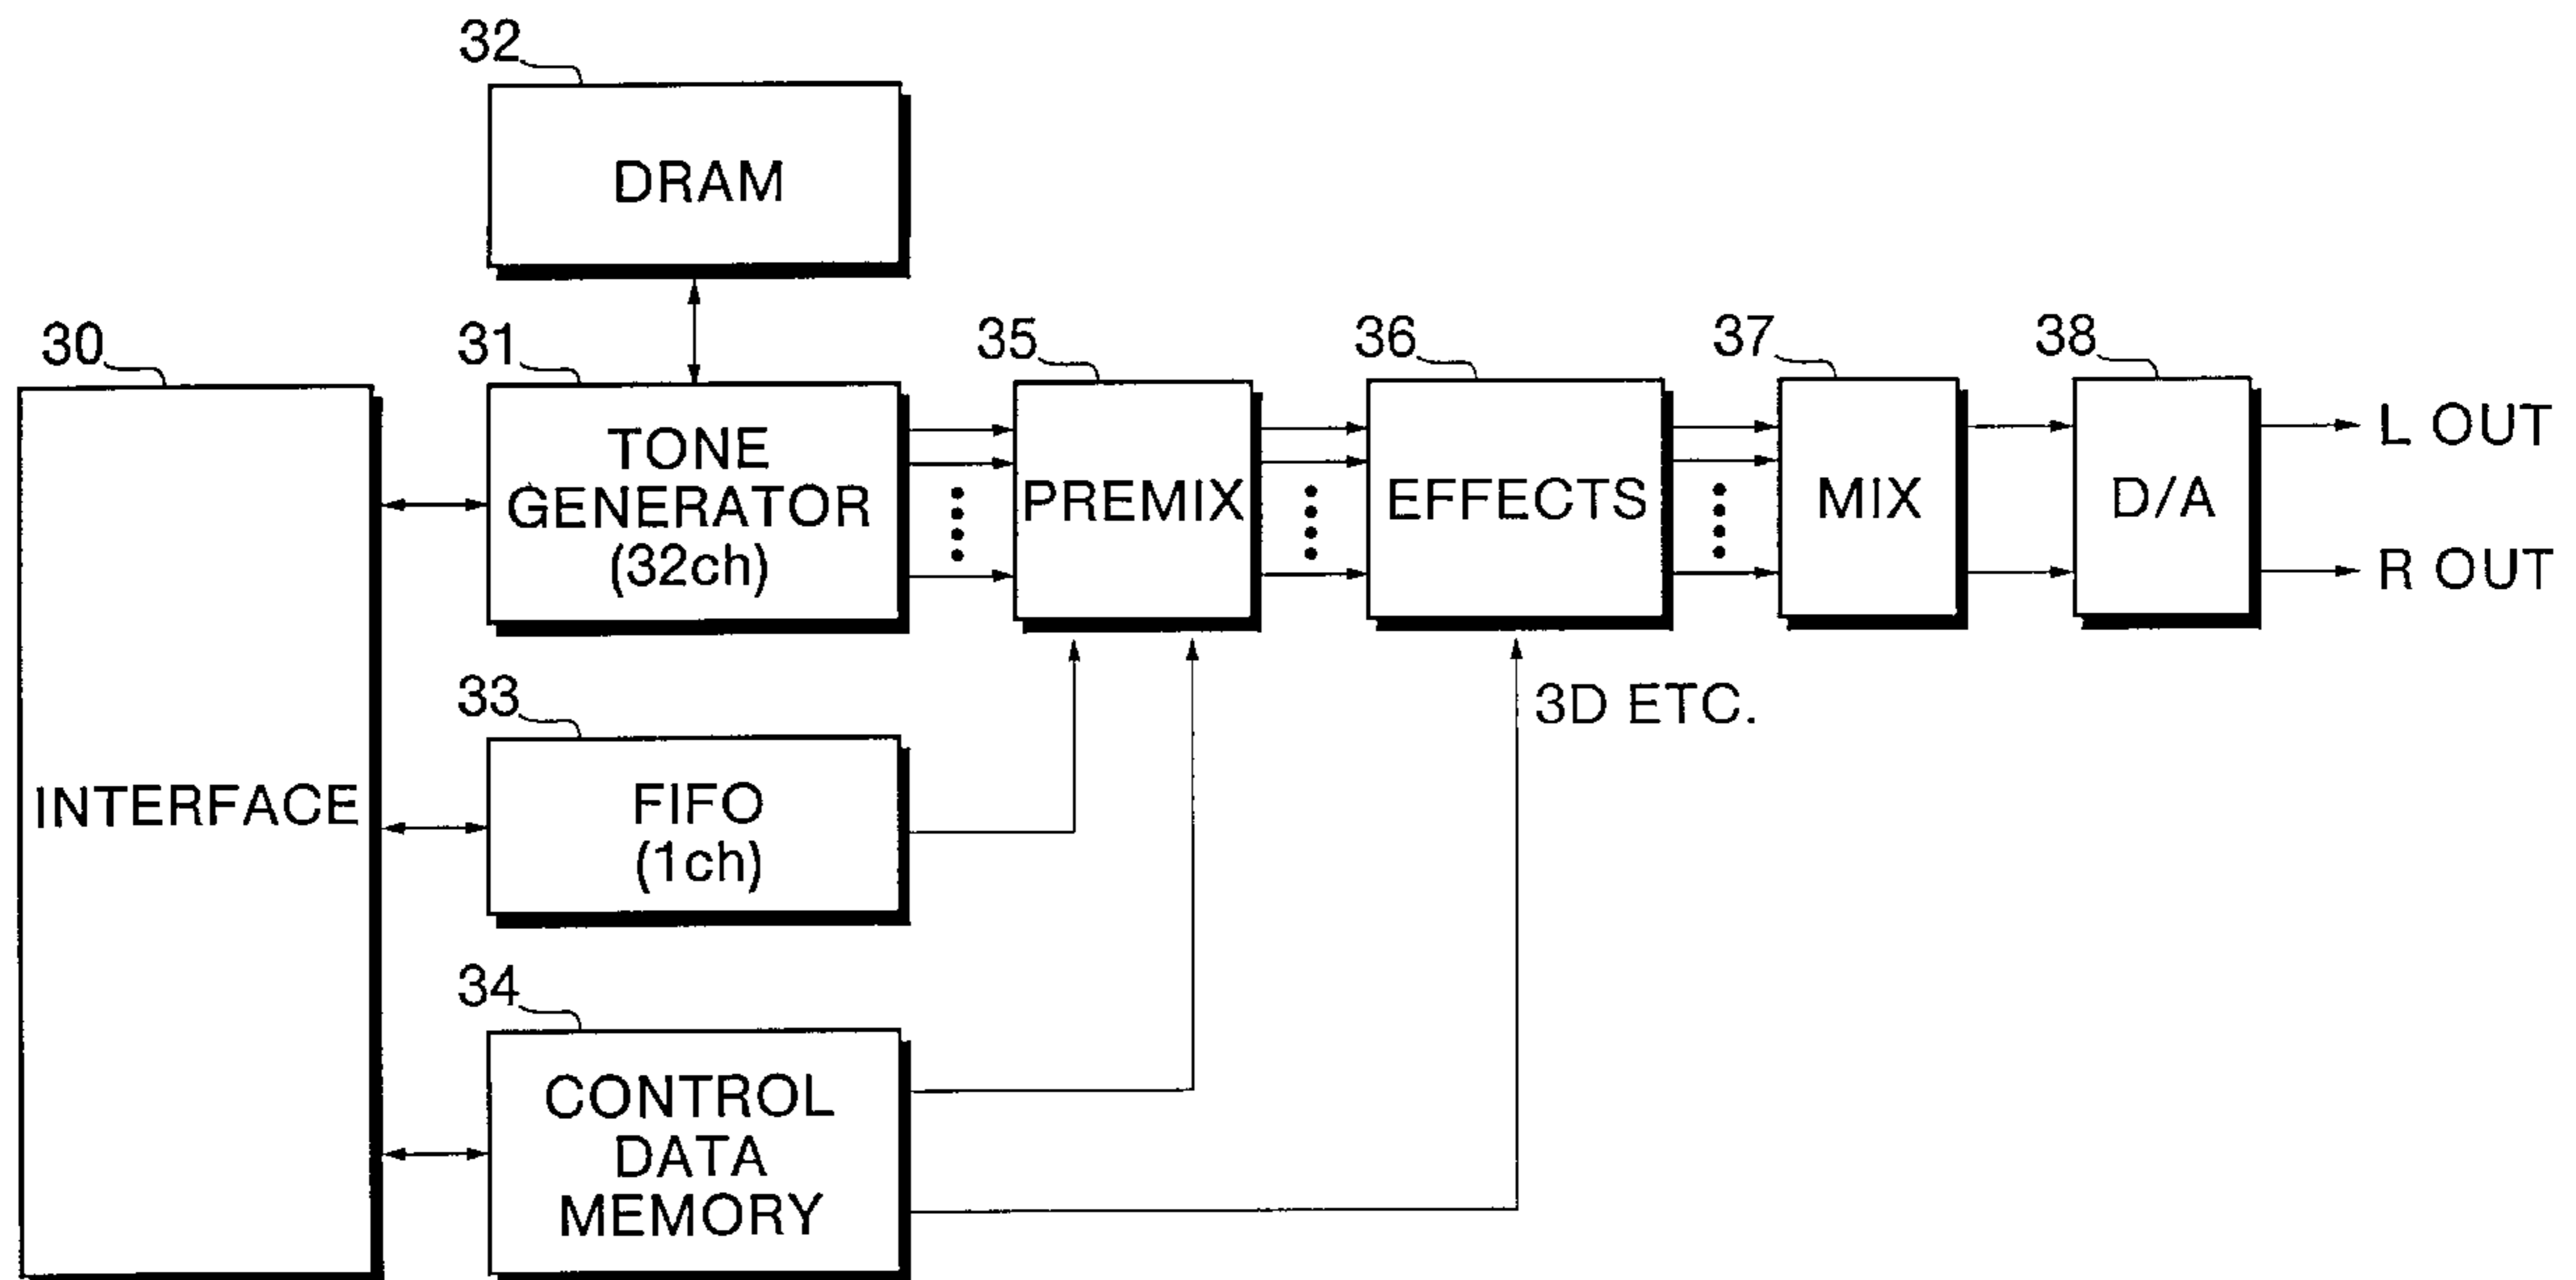 32
DRAM
30
31
35
36
37
38
TONE
GENERATOR
(32ch)
PREMIX
EFFECTS
MIX
D/A
L OUT
R OUT
33
3D ETC.
INTERFACE
FIFO
(1ch)
34
CONTROL
DATA
MEMORY